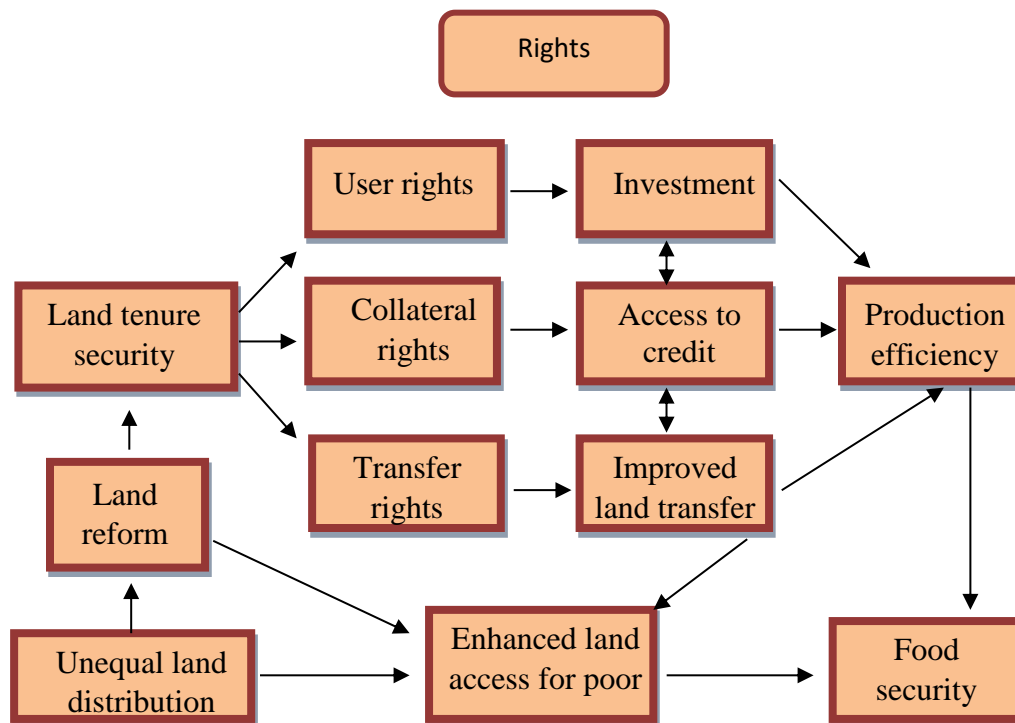 Rights
User rights
Investment
Land tenure
security
Collateral
rights
Access to
credit
Production
efficiency
Land
reform
Transfer
rights
Improved
land transfer
Unequal land
distribution
Enhanced land
access for poor
Food
security